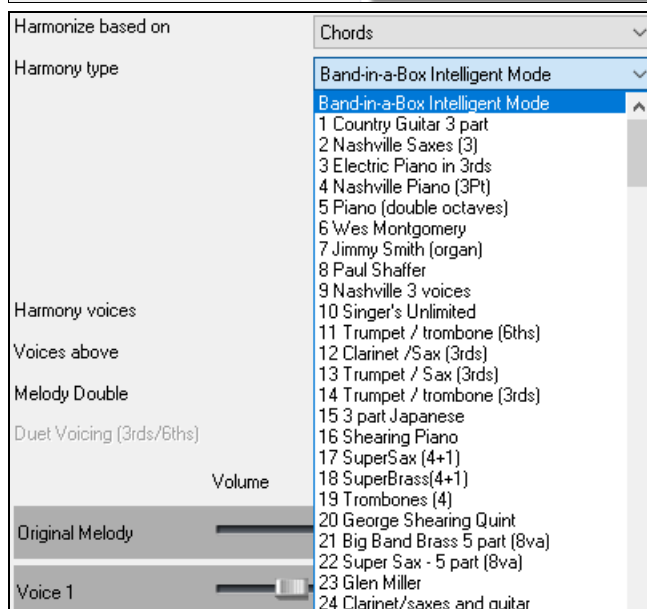 Harmonize based on
Chords
Harmony type
Band-in-a-Box Intelligent Mode
Band-in-a-Box Intelligent Mode
1 Country Guitar 3 part
2 Nashville Saxes (3)
3 Electric Piano in 3rds
4 Nashville Piano (3Pt)
5 Piano (double octaves)
6 Wes Montgomery
7 Jimmy Smith (organ)
8 Paul Shaffer
9 Nashville 3 voices
10 Singer's Unlimited
11 Trumpet / trombone (6ths)
12 Clarinet /Sax (3rds)
13 Trumpet / Sax (3rds)
14 Trumpet / trombone (3rds)
15 3 part Japanese
16 Shearing Piano
17 SuperSax (4+1)
18 SuperBrass(4+1)
19 Trombones (4)
20 George Shearing Quint
21 Big Band Brass 5 part (8va)
22 Super Sax - 5 part (8va)
23 Glen Miller
24 Clarinet/saxes and guitar
Harmony voices
Voices above
Melody Double
Duet Voicing (3rds/6ths)
Volume
Original Melody
Voice 1